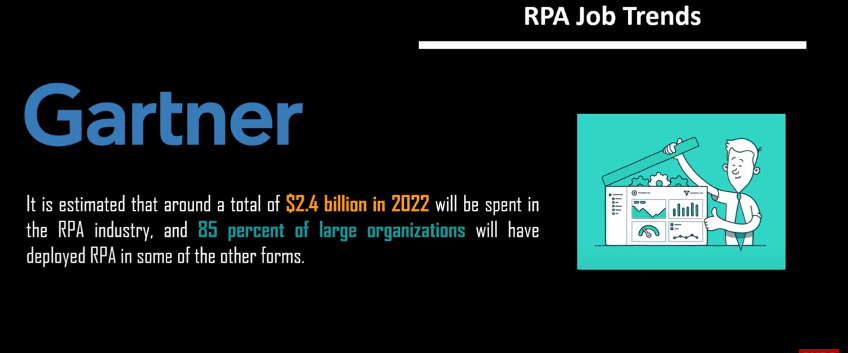 RPA Job Trends
Gartner
It is estimated that around a total of $2.4 billion in 2022 will be spent in
the RPA industry, and 85 percent of large organizations will have
deployed RPA in some of the other forms.